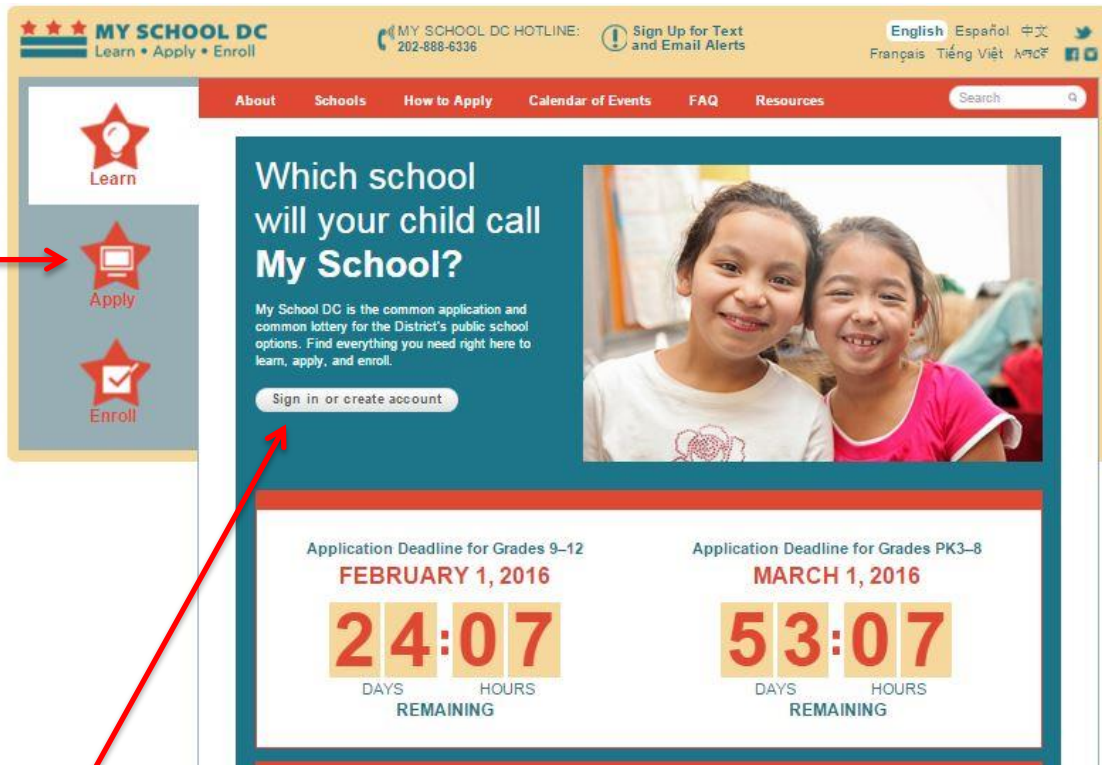 MY SCHOOL DC
Learn • Apply • Enroll
MY SCHOOL DC HOTLINE:
202-888-6336
Sign Up for Text
and Email Alerts
English Español 中文
Français Tiếng Việt አማርኛ
Learn
Apply
Enroll
About Schools How to Apply Calendar of Events FAQ Resources Search
Which school
will your child call
My School?
My School DC is the common application and
common lottery for the District's public school
options. Find everything you need right here to
learn, apply, and enroll.
Sign in or create account
Application Deadline for Grades 9–12
FEBRUARY 1, 2016
24:07
DAYS HOURS
REMAINING
Application Deadline for Grades PK3–8
MARCH 1, 2016
53:07
DAYS HOURS
REMAINING